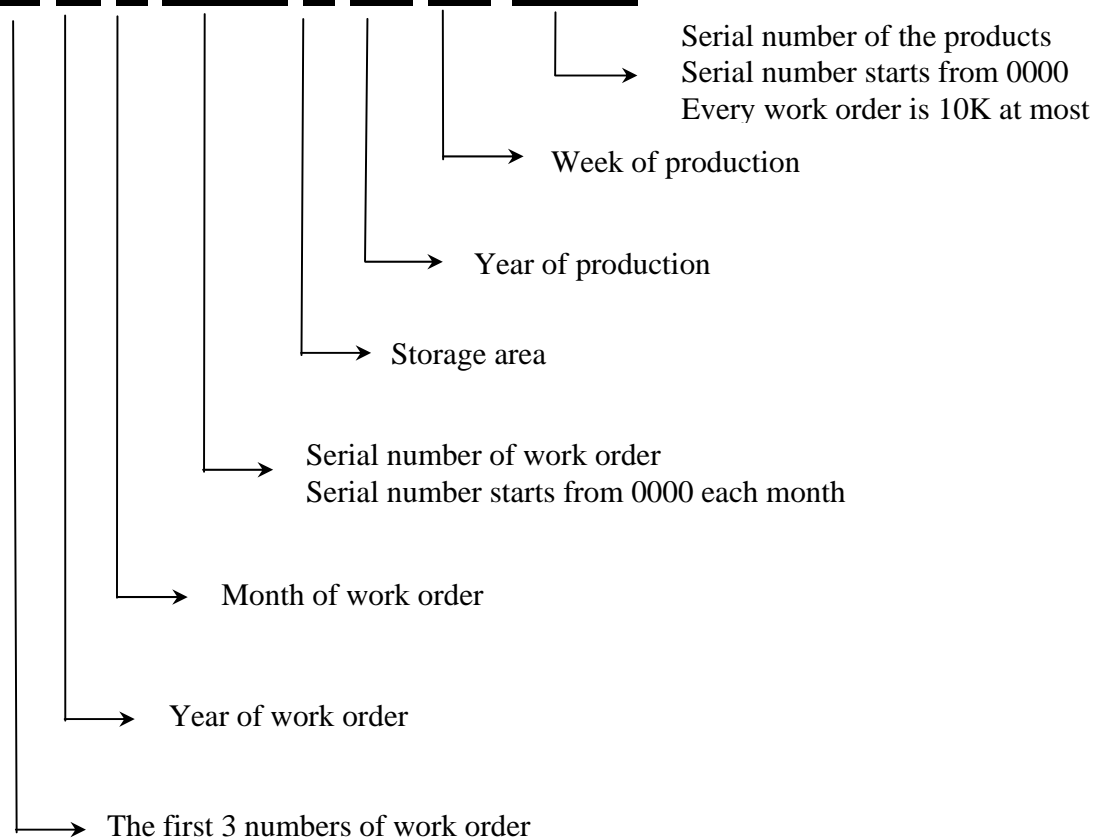 Serial number of the products
Serial number starts from 0000
Every work order is 10K at most
Week of production
Year of production
Storage area
Serial number of work order
Serial number starts from 0000 each month
Month of work order
Year of work order
The first 3 numbers of work order